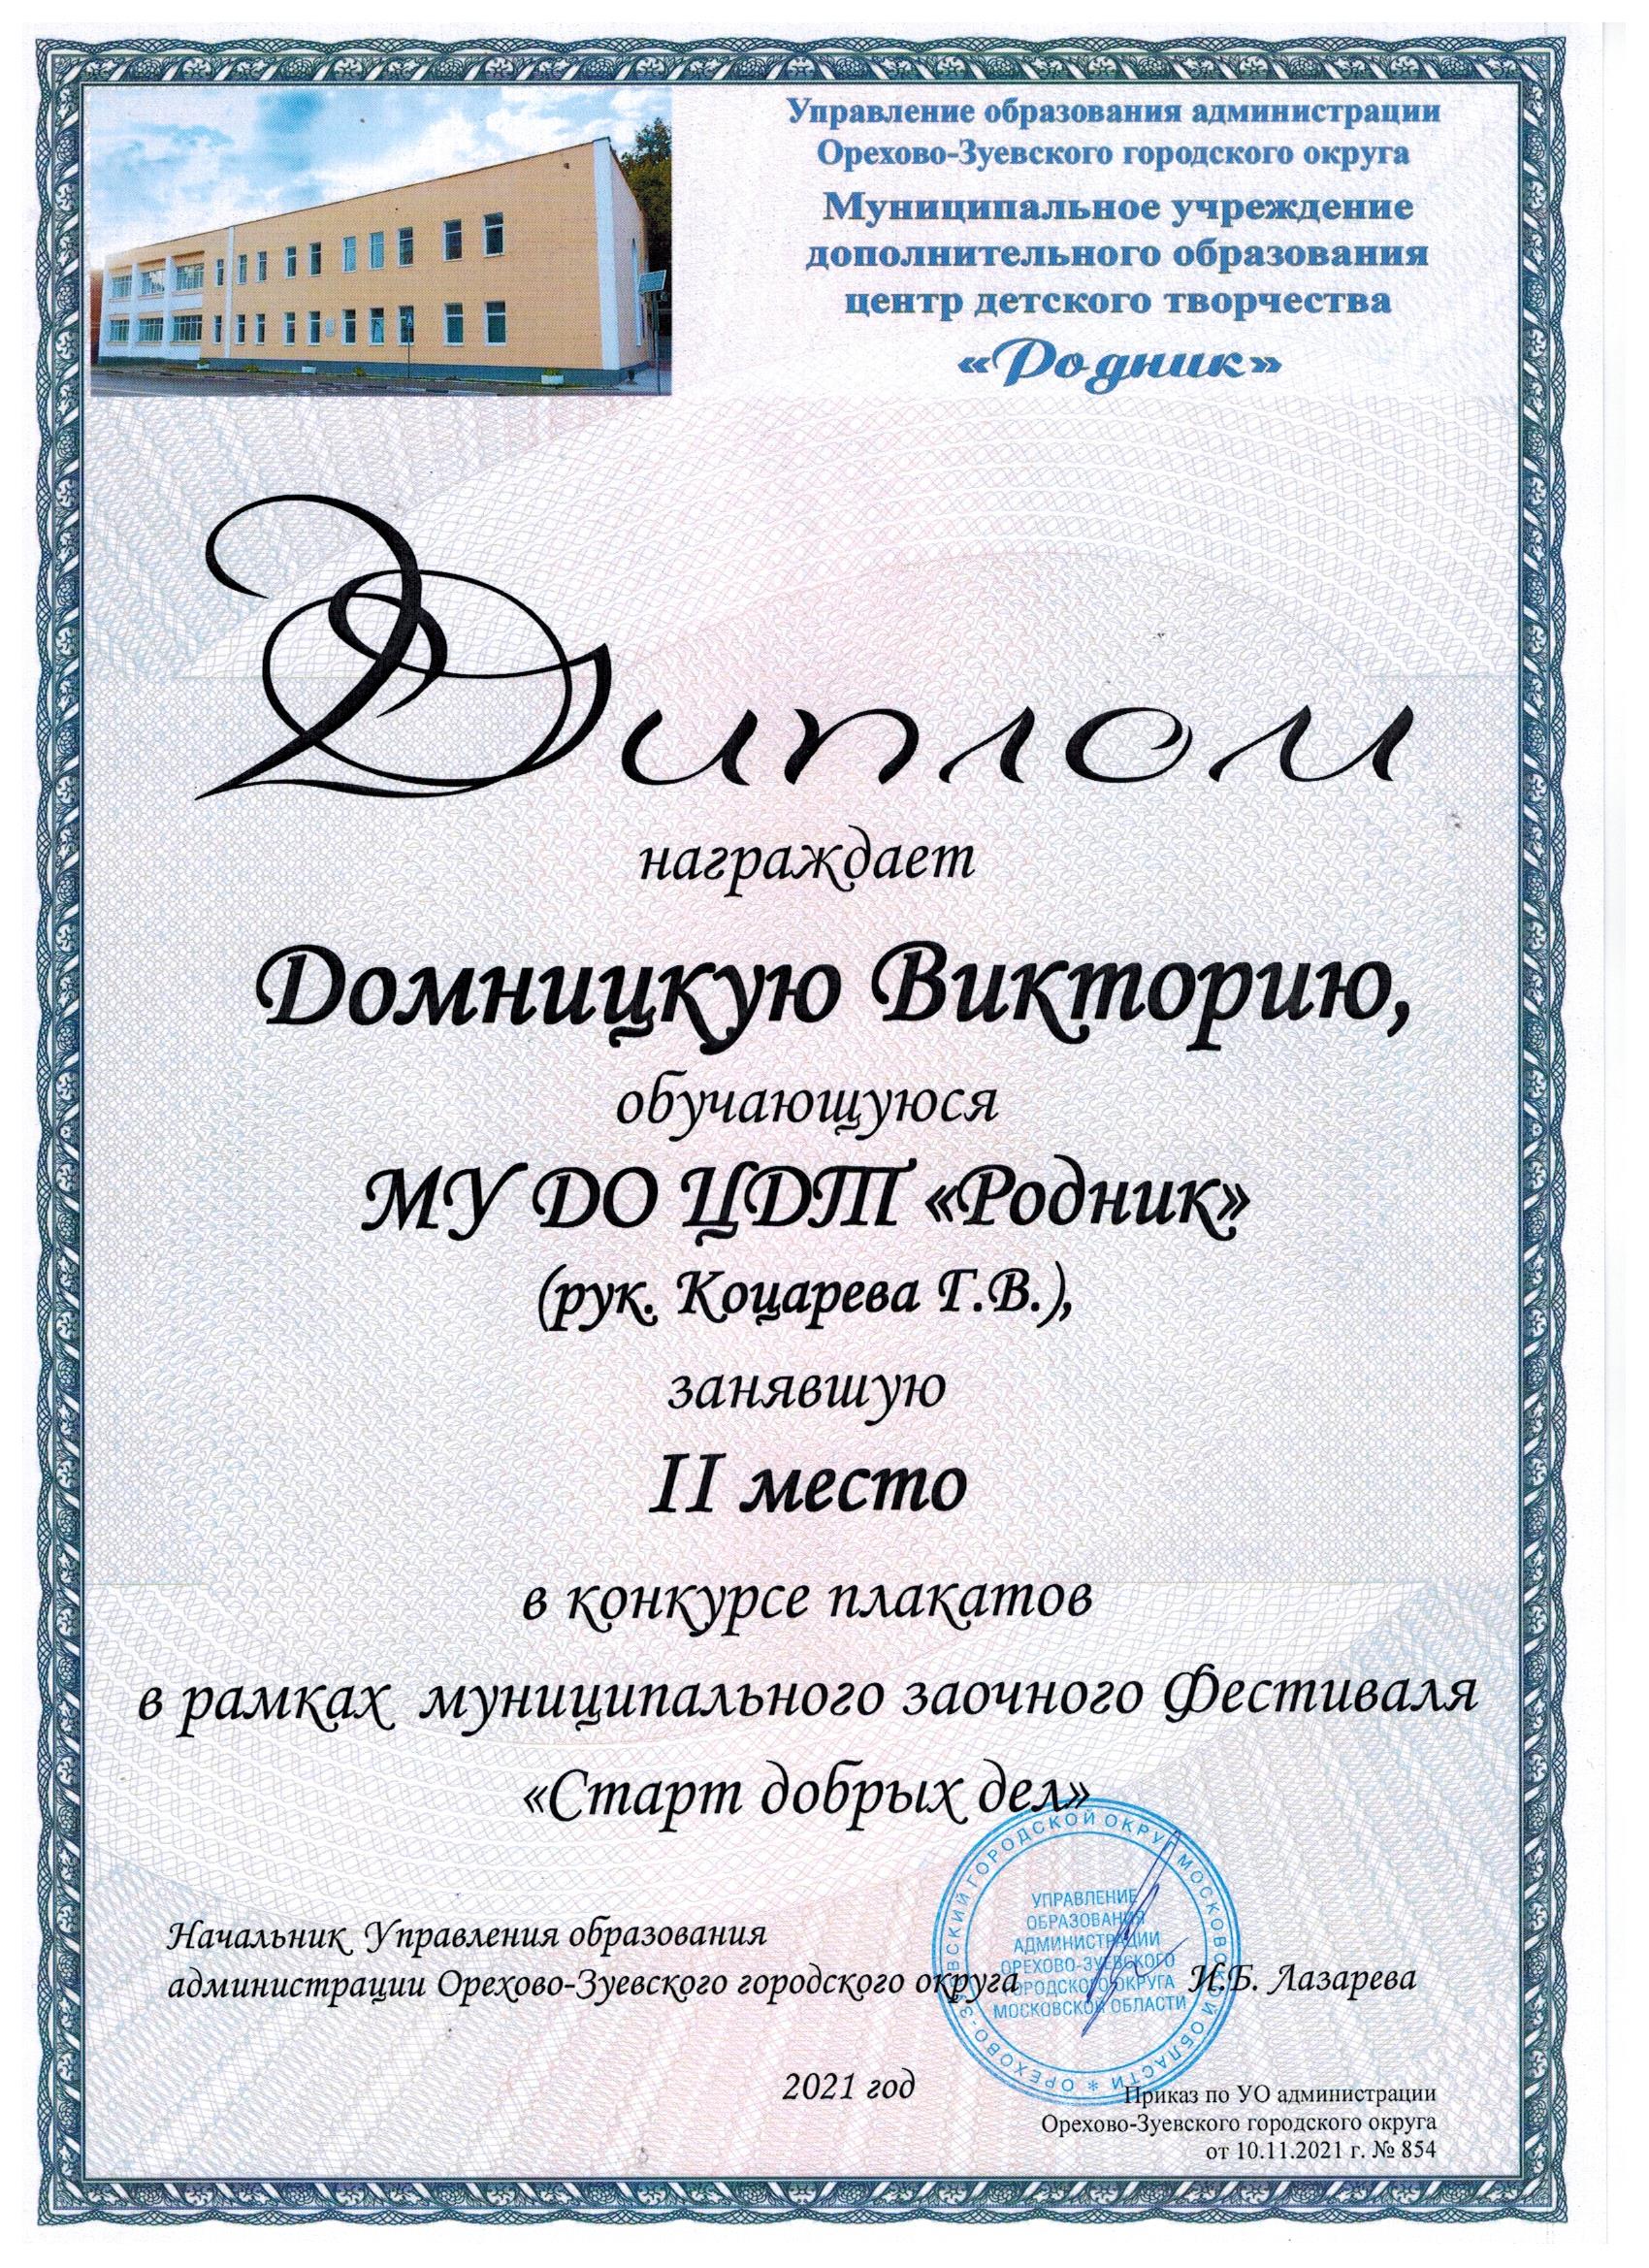 Управление образования администрации
Орехово-Зуевского городского округа
Муниципальное учреждение
дополнительного образования
центр детского творчества
«Родник»
Диплом
награждает
Домницкую Викторию,
обучающуюся
МУ ДО ЦДТ «Родник»
(рук. Коцарева Г.В.),
занявшую
II место
в конкурсе плакатов
в рамках муниципального заочного Фестиваля
«Старт добрых дел»
Начальник Управления образования
администрации Орехово-Зуевского городского округа И.Б. Лазарева
ОРЕХОВО-ЗУЕВСКИЙ ГОРОДСКОЙ ОКРУГ МОСКОВСКОЙ ОБЛАСТИ *
УПРАВЛЕНИЕ
ОБРАЗОВАНИЯ
АДМИНИСТРАЦИИ
ОРЕХОВО-ЗУЕВСКОГО
ГОРОДСКОГО ОКРУГА
МОСКОВСКОЙ ОБЛАСТИ
2021 год
Приказ по УО администрации
Орехово-Зуевского городского округа
от 10.11.2021 г. № 854